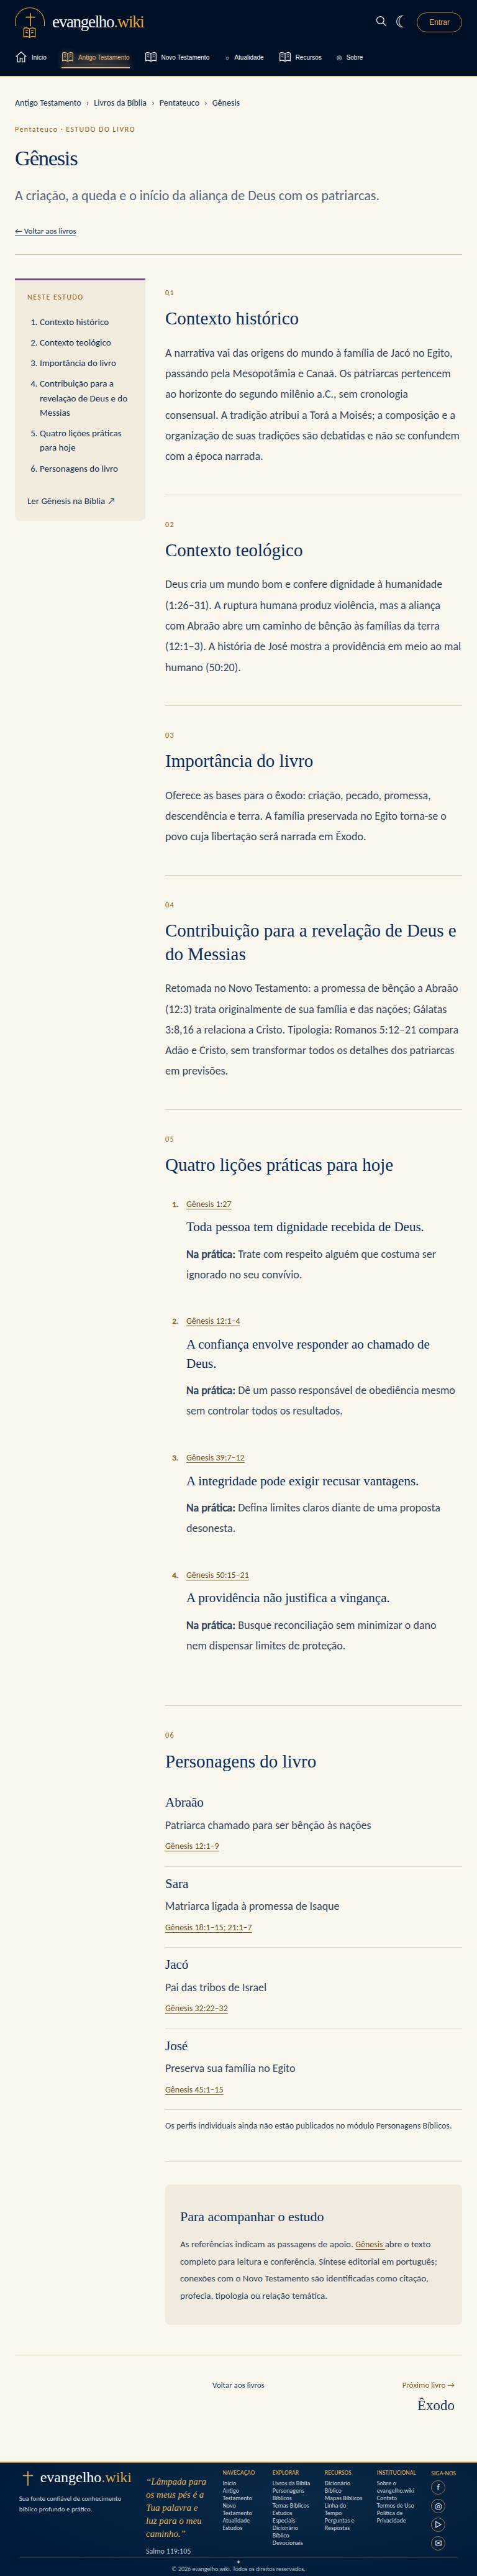 evangelho.wiki
Entrar
Início
Antigo Testamento
Novo Testamento
Atualidade
Recursos
Sobre
Antigo Testamento › Livros da Bíblia › Pentateuco › Gênesis
Pentateuco · ESTUDO DO LIVRO
Gênesis
A criação, a queda e o início da aliança de Deus com os patriarcas.
← Voltar aos livros
NESTE ESTUDO
1. Contexto histórico
2. Contexto teológico
3. Importância do livro
4. Contribuição para a
revelação de Deus e do
Messias
5. Quatro lições práticas
para hoje
6. Personagens do livro
Ler Gênesis na Bíblia ↗
01
Contexto histórico
A narrativa vai das origens do mundo à família de Jacó no Egito,
passando pela Mesopotâmia e Canaã. Os patriarcas pertencem
ao horizonte do segundo milênio a.C., sem cronologia
consensual. A tradição atribui a Torá a Moisés; a composição e a
organização de suas tradições são debatidas e não se confundem
com a época narrada.
02
Contexto teológico
Deus cria um mundo bom e confere dignidade à humanidade
(1:26–31). A ruptura humana produz violência, mas a aliança
com Abraão abre um caminho de bênção às famílias da terra
(12:1–3). A história de José mostra a providência em meio ao mal
humano (50:20).
03
Importância do livro
Oferece as bases para o êxodo: criação, pecado, promessa,
descendência e terra. A família preservada no Egito torna-se o
povo cuja libertação será narrada em Êxodo.
04
Contribuição para a revelação de Deus e
do Messias
Retomada no Novo Testamento: a promessa de bênção a Abraão
(12:3) trata originalmente de sua família e das nações; Gálatas
3:8,16 a relaciona a Cristo. Tipologia: Romanos 5:12–21 compara
Adão e Cristo, sem transformar todos os detalhes dos patriarcas
em previsões.
05
Quatro lições práticas para hoje
1. Gênesis 1:27
Toda pessoa tem dignidade recebida de Deus.
Na prática: Trate com respeito alguém que costuma ser
ignorado no seu convívio.
2. Gênesis 12:1–4
A confiança envolve responder ao chamado de
Deus.
Na prática: Dê um passo responsável de obediência mesmo
sem controlar todos os resultados.
3. Gênesis 39:7–12
A integridade pode exigir recusar vantagens.
Na prática: Defina limites claros diante de uma proposta
desonesta.
4. Gênesis 50:15–21
A providência não justifica a vingança.
Na prática: Busque reconciliação sem minimizar o dano
nem dispensar limites de proteção.
06
Personagens do livro
Abraão
Patriarca chamado para ser bênção às nações
Gênesis 12:1–9
Sara
Matriarca ligada à promessa de Isaque
Gênesis 18:1–15; 21:1–7
Jacó
Pai das tribos de Israel
Gênesis 32:22–32
José
Preserva sua família no Egito
Gênesis 45:1–15
Os perfis individuais ainda não estão publicados no módulo Personagens Bíblicos.
Para acompanhar o estudo
As referências indicam as passagens de apoio. Gênesis abre o texto
completo para leitura e conferência. Síntese editorial em português;
conexões com o Novo Testamento são identificadas como citação,
profecia, tipologia ou relação temática.
Voltar aos livros
Próximo livro →
Êxodo
evangelho.wiki
Sua fonte confiável de conhecimento
bíblico profundo e prático.
“Lâmpada para
os meus pés é a
Tua palavra e
luz para o meu
caminho.”
Salmo 119:105
NAVEGAÇÃO
Início
Antigo
Testamento
Novo
Testamento
Atualidade
Estudos
EXPLORAR
Livros da Bíblia
Personagens
Bíblicos
Temas Bíblicos
Estudos
Especiais
Dicionário
Bíblico
Devocionais
RECURSOS
Dicionário
Bíblico
Mapas Bíblicos
Linha do
Tempo
Perguntas e
Respostas
INSTITUCIONAL
Sobre o
evangelho.wiki
Contato
Termos de Uso
Política de
Privacidade
SIGA-NOS
f
© 2026 evangelho.wiki. Todos os direitos reservados.